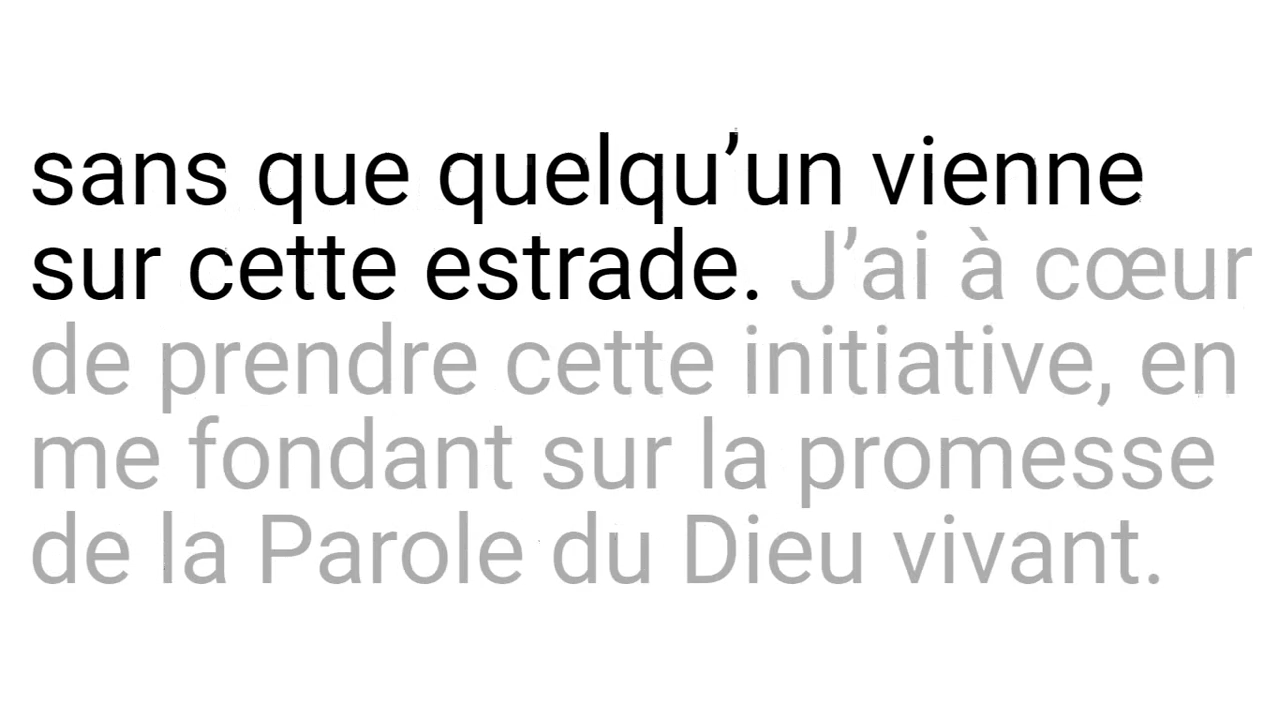 sans que quelqu’un vienne
sur cette estrade. J’ai à cœur
de prendre cette initiative, en
me fondant sur la promesse
de la Parole du Dieu vivant.